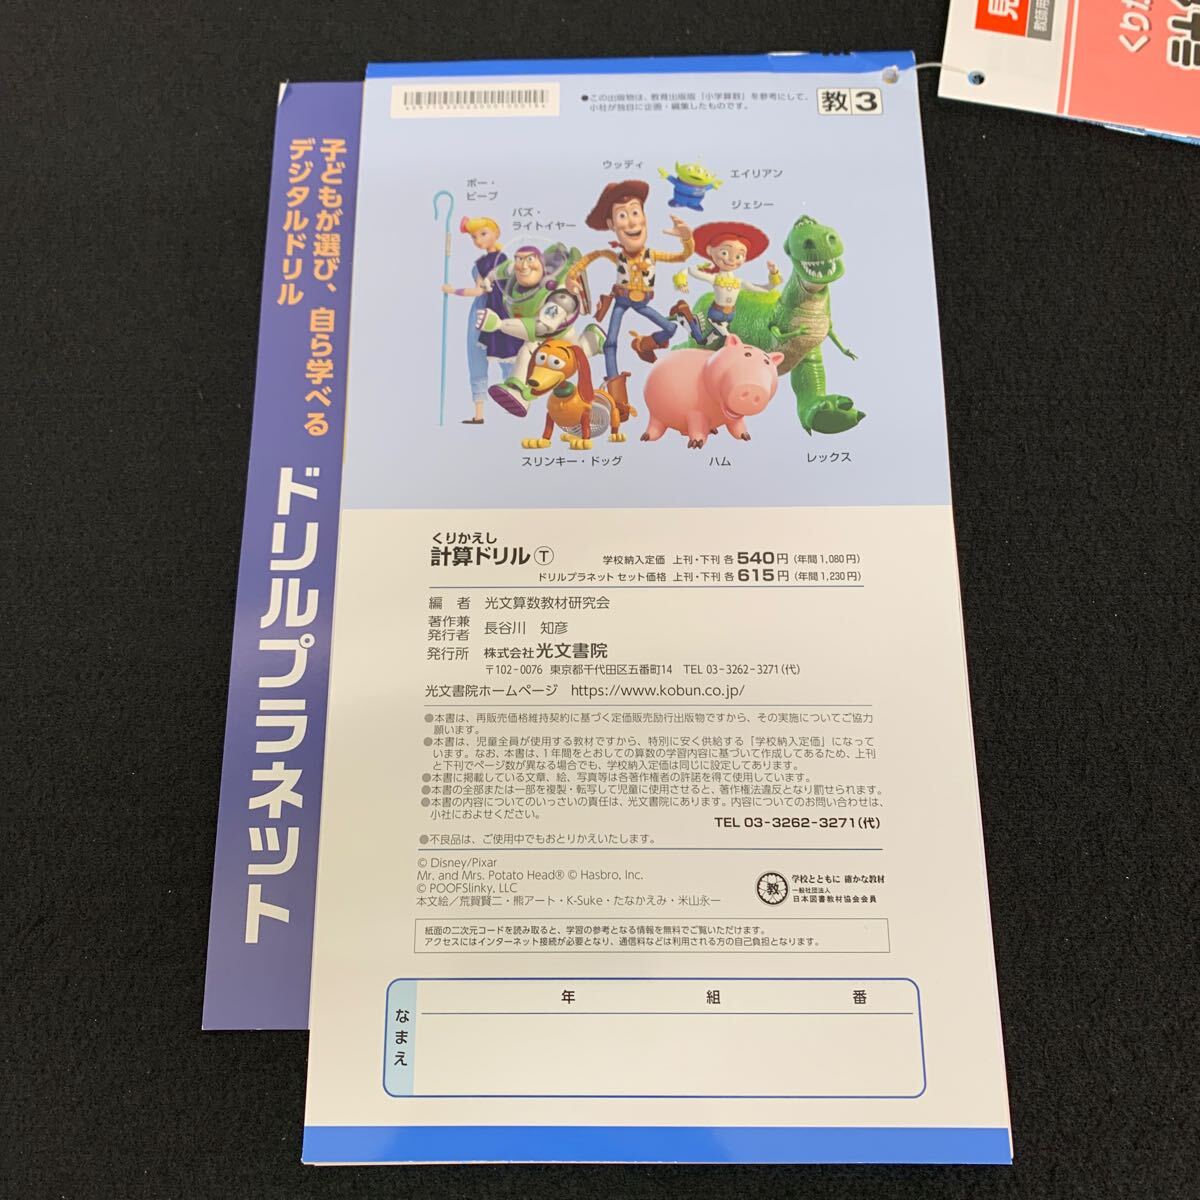 子どもが選び、自ら学べる
デジタルドリル
ドリルプラネット
●この出版物は、教育出版版「小学算数」を参考にして、
小社が独自に企画・編集したものです。
教3
ウッディ
エイリアン
ボー・
ピープ
バズ・
ライトイヤー
ジェシー
スリンキー・ドッグ
ハム
レックス
くりかえし
計算ドリルⓉ
学校納入定価 上刊・下刊 各540円(年間1,080円)
ドリルプラネット セット価格 上刊・下刊 各615円(年間1,230円)
編者 光文算数教材研究会
著作兼
発行者 長谷川 知彦
発行所 株式会社光文書院
〒102-0076 東京都千代田区五番町14 TEL 03-3262-3271(代)
光文書院ホームページ https://www.kobun.co.jp/
●本書は、再販売価格維持契約に基づく定価販売励行出版物ですから、その実施についてご協力
願います。
●本書は、児童全員が使用する教材ですから、特別に安く供給する「学校納入定価」になって
います。なお、本書は、1年間をとおしての算数の学習内容に基づいて作成してあるため、上刊
と下刊でページ数が異なる場合でも、学校納入定価は同じに設定してあります。
●本書に掲載している文章、絵、写真等は各著作権者の許諾を得て使用しています。
●本書の全部または一部を複製・転写して児童に使用させると、著作権法違反となり罰せられます。
●本書の内容についてのいっさいの責任は、光文書院にあります。内容についてのお問い合わせは、
小社におよせください。
TEL 03-3262-3271(代)
●不良品は、ご使用中でもおとりかえいたします。
© Disney/Pixar
Mr. and Mrs. Potato Head® © Hasbro, Inc.
© POOFSlinky, LLC
本文絵/荒賀賢二・熊アート・K-Suke・たなかえみ・米山永一
教
学校とともに 確かな教材
一般社団法人
日本図書教材協会会員
紙面の二次元コードを読み取ると、学習の参考となる情報を無料でご覧いただけます。
アクセスにはインターネット接続が必要となり、通信料などは利用される方の自己負担となります。
年 組 番
なまえ